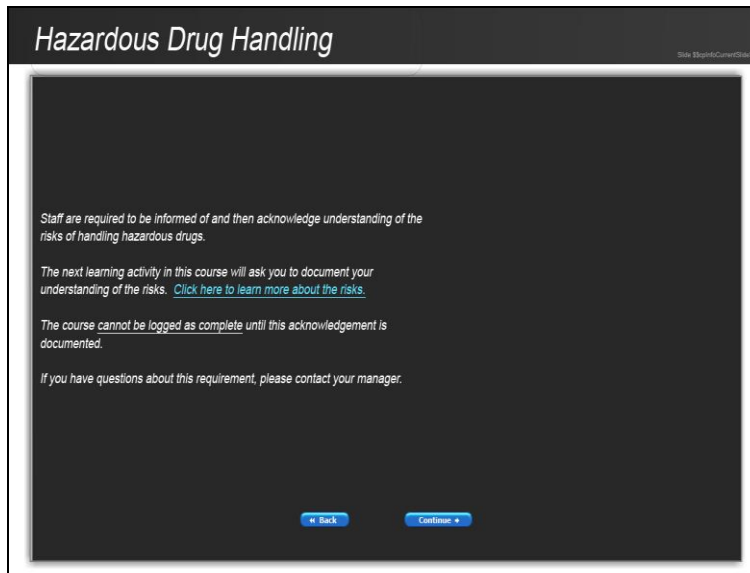 Hazardous Drug Handling
Slide $$cpInfoCurrentSlide
Staff are required to be informed of and then acknowledge understanding of the
risks of handling hazardous drugs.
The next learning activity in this course will ask you to document your
understanding of the risks. Click here to learn more about the risks.
The course cannot be logged as complete until this acknowledgement is
documented.
If you have questions about this requirement, please contact your manager.
Back
Continue